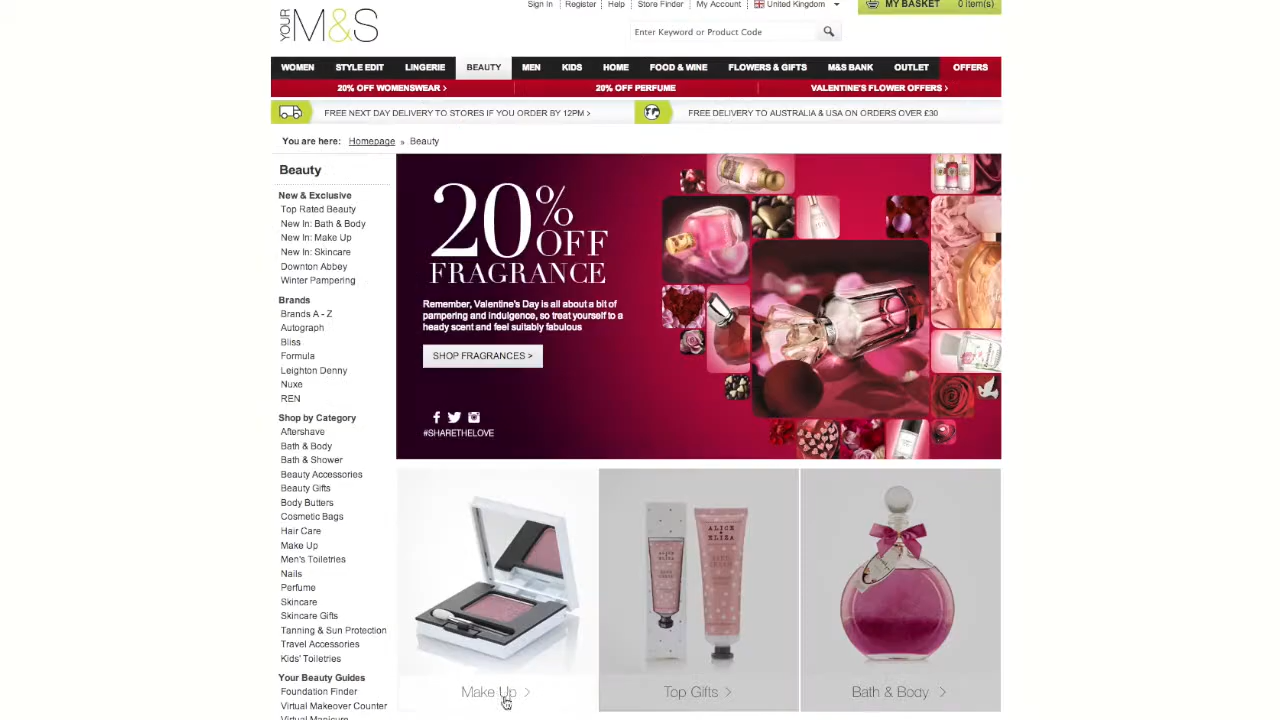 Sign In Register Help Store Finder My Account United Kingdom MY BASKET 0 item(s)
YOUR M&S
Enter Keyword or Product Code
WOMEN STYLE EDIT LINGERIE BEAUTY MEN KIDS HOME FOOD & WINE FLOWERS & GIFTS M&S BANK OUTLET OFFERS
20% OFF WOMENSWEAR > 20% OFF PERFUME VALENTINE'S FLOWER OFFERS >
FREE NEXT DAY DELIVERY TO STORES IF YOU ORDER BY 12PM > FREE DELIVERY TO AUSTRALIA & USA ON ORDERS OVER £30
You are here: Homepage » Beauty
Beauty
New & Exclusive
Top Rated Beauty
New In: Bath & Body
New In: Make Up
New In: Skincare
Downton Abbey
Winter Pampering
Brands
Brands A - Z
Autograph
Bliss
Formula
Leighton Denny
Nuxe
REN
Shop by Category
Aftershave
Bath & Body
Bath & Shower
Beauty Accessories
Beauty Gifts
Body Butters
Cosmetic Bags
Hair Care
Make Up
Men's Toiletries
Nails
Perfume
Skincare
Skincare Gifts
Tanning & Sun Protection
Travel Accessories
Kids' Toiletries
Your Beauty Guides
Foundation Finder
Virtual Makeover Counter
Virtual Manicure
20% OFF
FRAGRANCE
Remember, Valentine's Day is all about a bit of
pampering and indulgence, so treat yourself to a
heady scent and feel suitably fabulous
SHOP FRAGRANCES >
#SHARETHELOVE
ALICE
& ELIZA
Make Up >
Top Gifts >
Bath & Body >